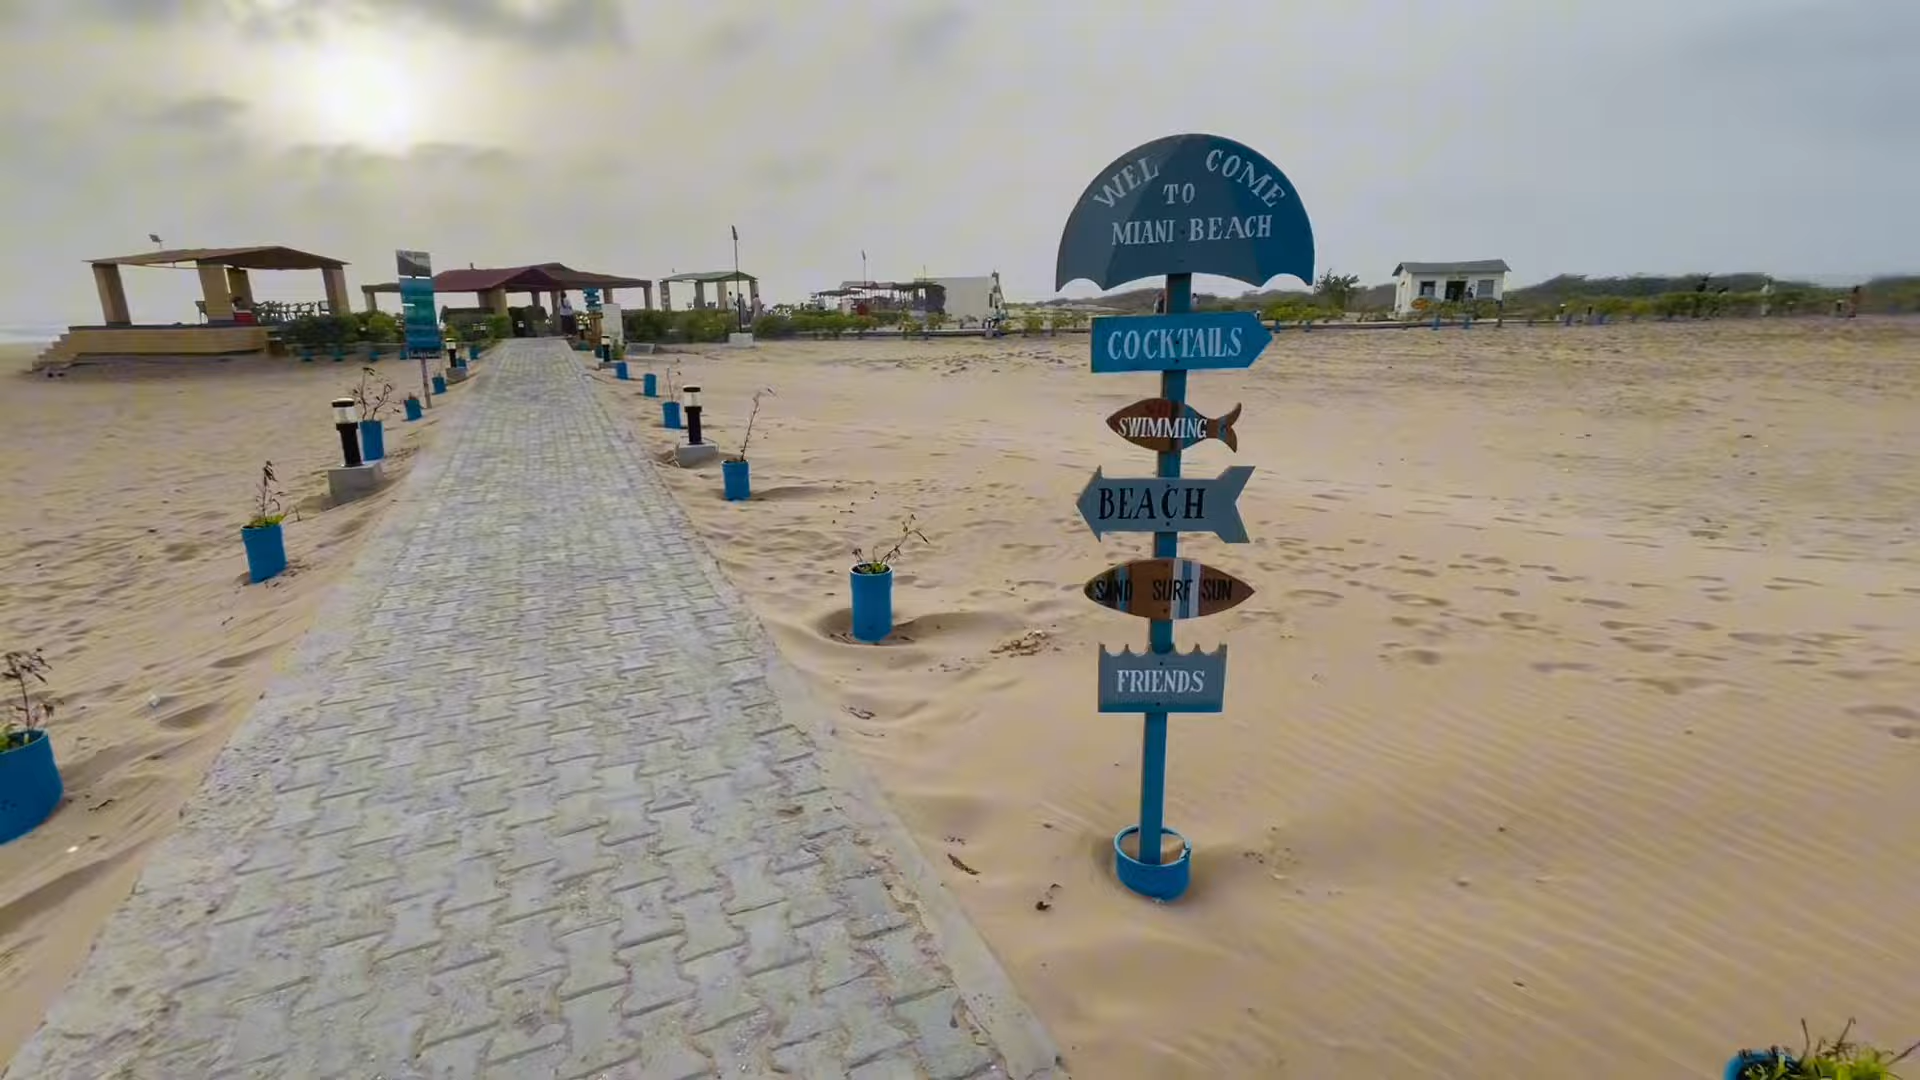 WEL COME
TO
MIANI BEACH
COCKTAILS
SWIMMING
BEACH
SAND SURF SUN
FRIENDS